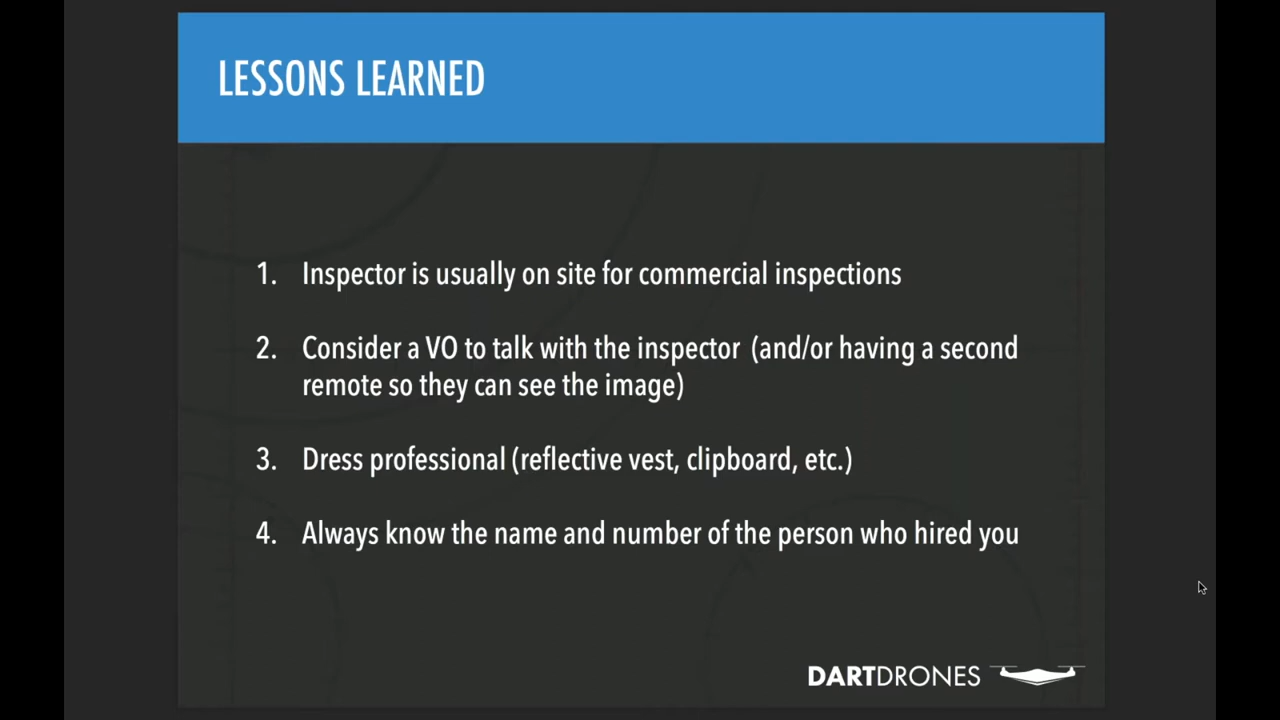 LESSONS LEARNED
1. Inspector is usually on site for commercial inspections
2. Consider a VO to talk with the inspector (and/or having a second
remote so they can see the image)
3. Dress professional (reflective vest, clipboard, etc.)
4. Always know the name and number of the person who hired you
DARTDRONES